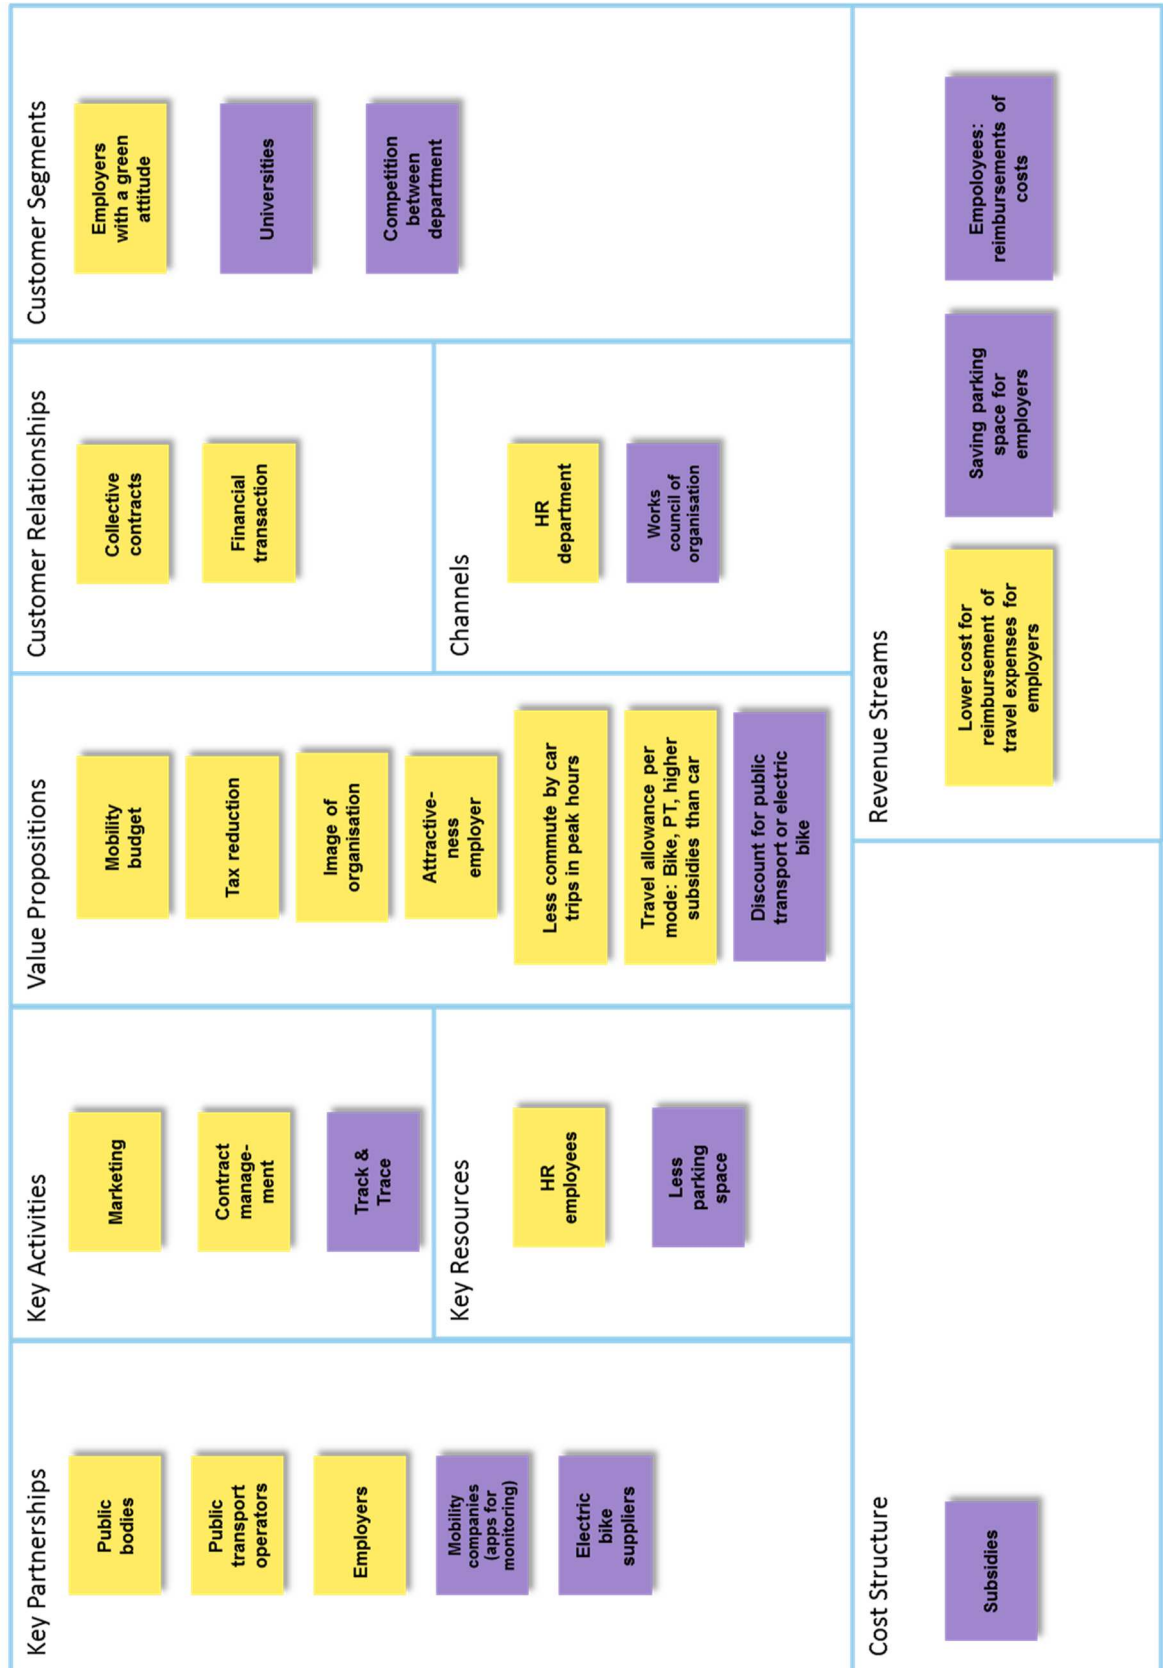 Key Partnerships
Public
bodies
Public
transport
operators
Employers
Mobility
companies
(apps for
monitoring)
Electric
bike
suppliers
Key Activities
Marketing
Contract
manage-
ment
Track &
Trace
Key Resources
HR
employees
Less
parking
space
Value Propositions
Mobility
budget
Tax reduction
Image of
organisation
Attractive-
ness
employer
Less commute by car
trips in peak hours
Travel allowance per
mode: Bike, PT, higher
subsidies than car
Discount for public
transport or electric
bike
Customer Relationships
Collective
contracts
Financial
transaction
Channels
HR
department
Works
council of
organisation
Customer Segments
Employers
with a green
attitude
Universities
Competition
between
department
Cost Structure
Subsidies
Revenue Streams
Lower cost for
reimbursement of
travel expenses for
employers
Saving parking
space for
employers
Empoloyees:
reimbursements of
costs